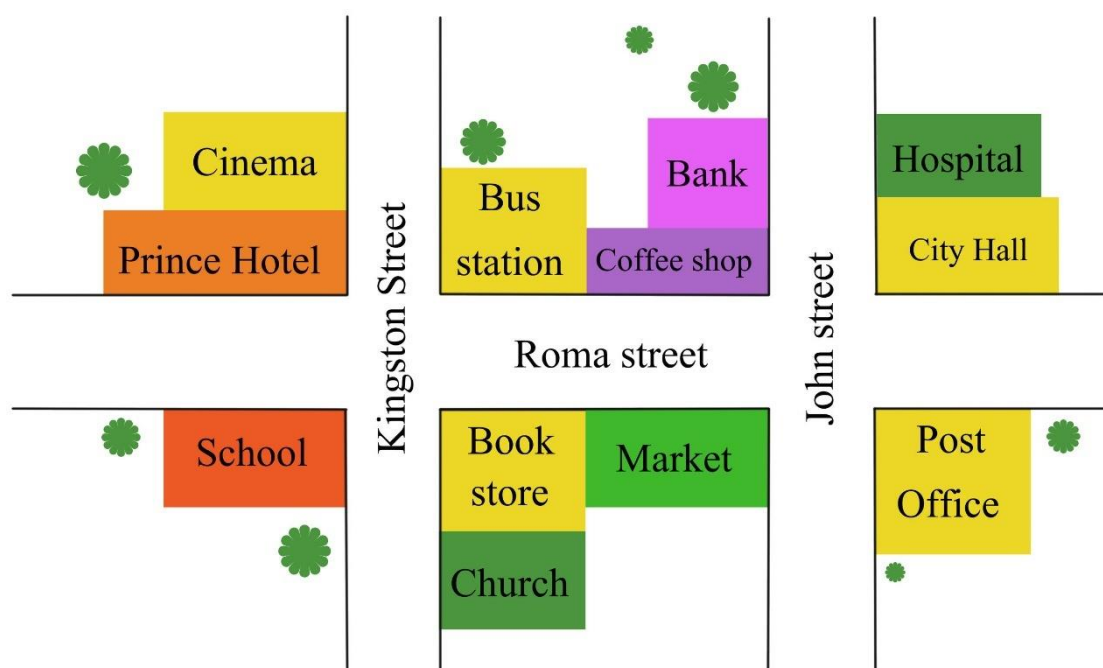 Cinema
Prince Hotel
Kingston Street
Bus
station
Bank
Coffee shop
Hospital
City Hall
Roma street
John street
School
Book
store
Church
Market
Post
Office